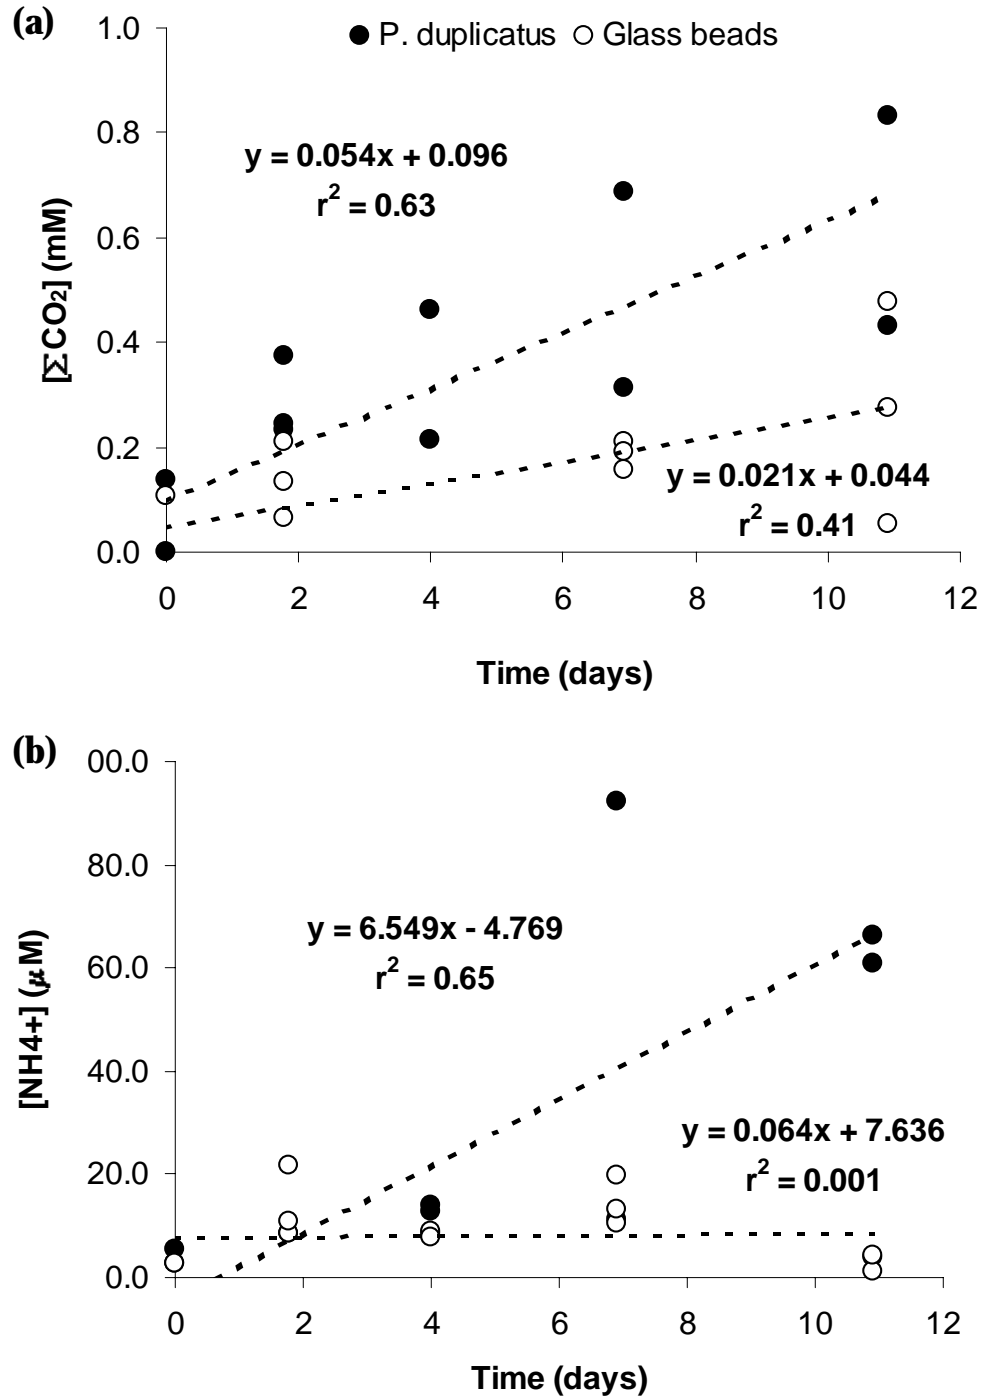 (a)
1.0
● P. duplicatus ○ Glass beads
0.8
y = 0.054x + 0.096
r² = 0.63
0.6
[ΣCO₂] (mM)
0.4
0.2
y = 0.021x + 0.044
r² = 0.41
0.0
0 2 4 6 8 10 12
Time (days)
(b)
00.0
80.0
y = 6.549x - 4.769
r² = 0.65
60.0
[NH4+] (μM)
40.0
y = 0.064x + 7.636
r² = 0.001
20.0
0.0
0 2 4 6 8 10 12
Time (days)